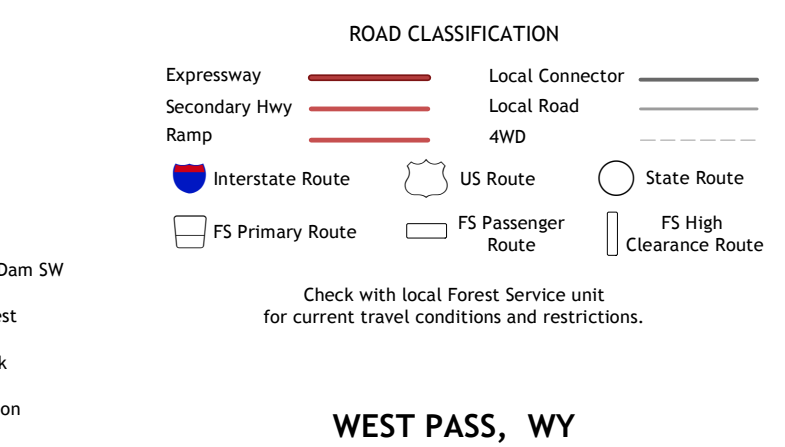 ROAD CLASSIFICATION
Expressway
Local Connector
Secondary Hwy
Local Road
Ramp
4WD
Interstate Route
US Route
State Route
FS Primary Route
FS Passenger
Route
FS High
Clearance Route
Dam SW
Check with local Forest Service unit
for current travel conditions and restrictions.
WEST PASS, WY